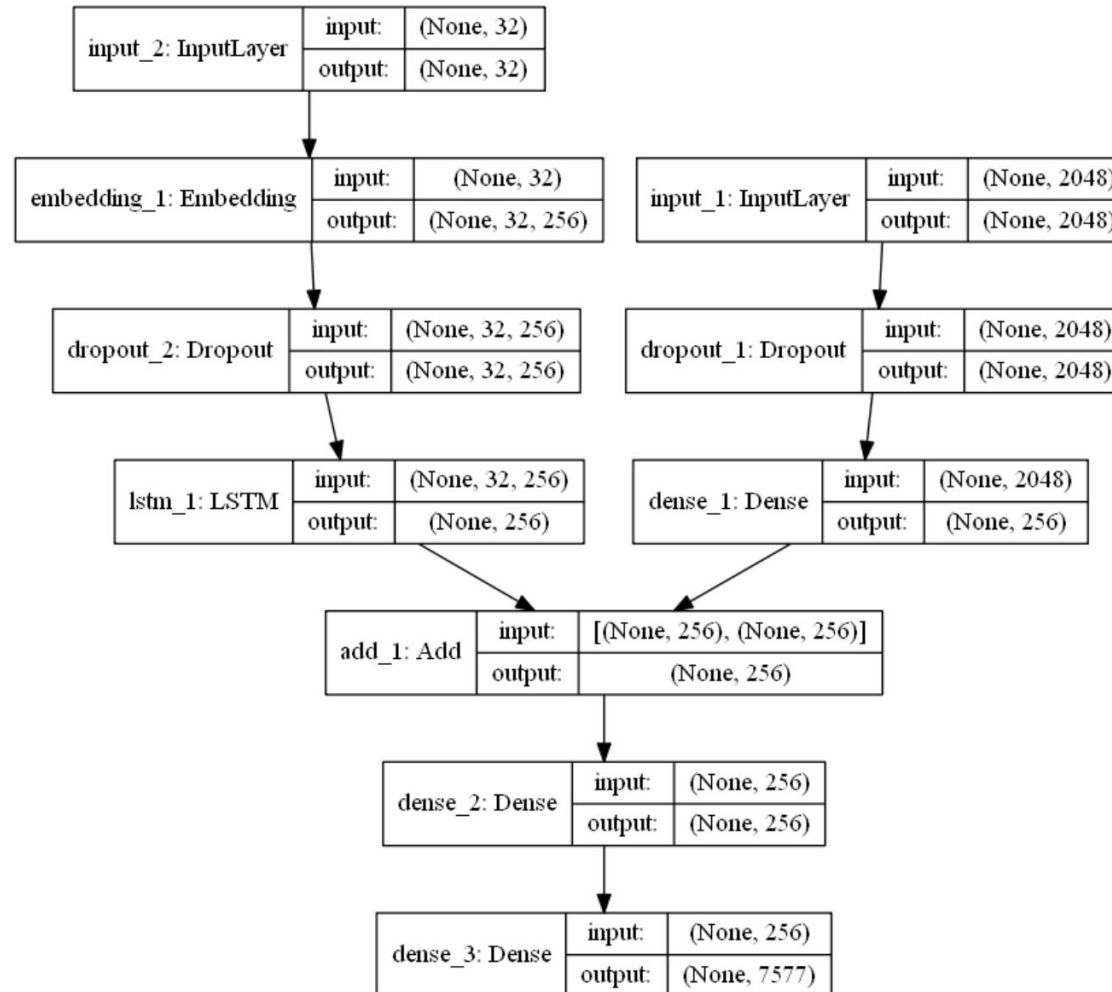 input_2: InputLayer
input: (None, 32)
output: (None, 32)
embedding_1: Embedding
input: (None, 32)
output: (None, 32, 256)
input_1: InputLayer
input: (None, 2048)
output: (None, 2048)
dropout_2: Dropout
input: (None, 32, 256)
output: (None, 32, 256)
dropout_1: Dropout
input: (None, 2048)
output: (None, 2048)
lstm_1: LSTM
input: (None, 32, 256)
output: (None, 256)
dense_1: Dense
input: (None, 2048)
output: (None, 256)
add_1: Add
input: [(None, 256), (None, 256)]
output: (None, 256)
dense_2: Dense
input: (None, 256)
output: (None, 256)
dense_3: Dense
input: (None, 256)
output: (None, 7577)